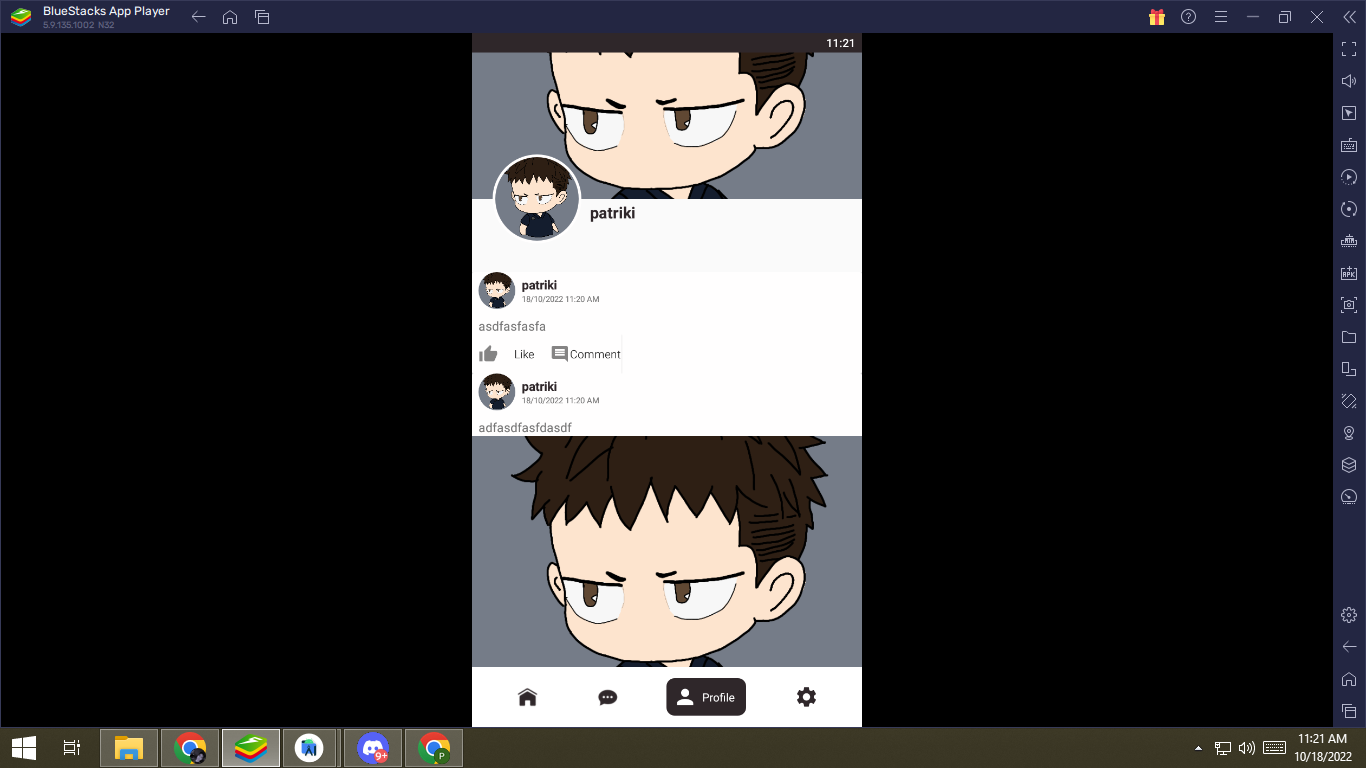 BlueStacks App Player
5.9.135.1002 N32
11:21
patriki
patriki
18/10/2022 11:20 AM
asdfasfasfa
Like
Comment
patriki
18/10/2022 11:20 AM
adfasdfasfdasdf
Profile
APK
9+
P
11:21 AM
10/18/2022